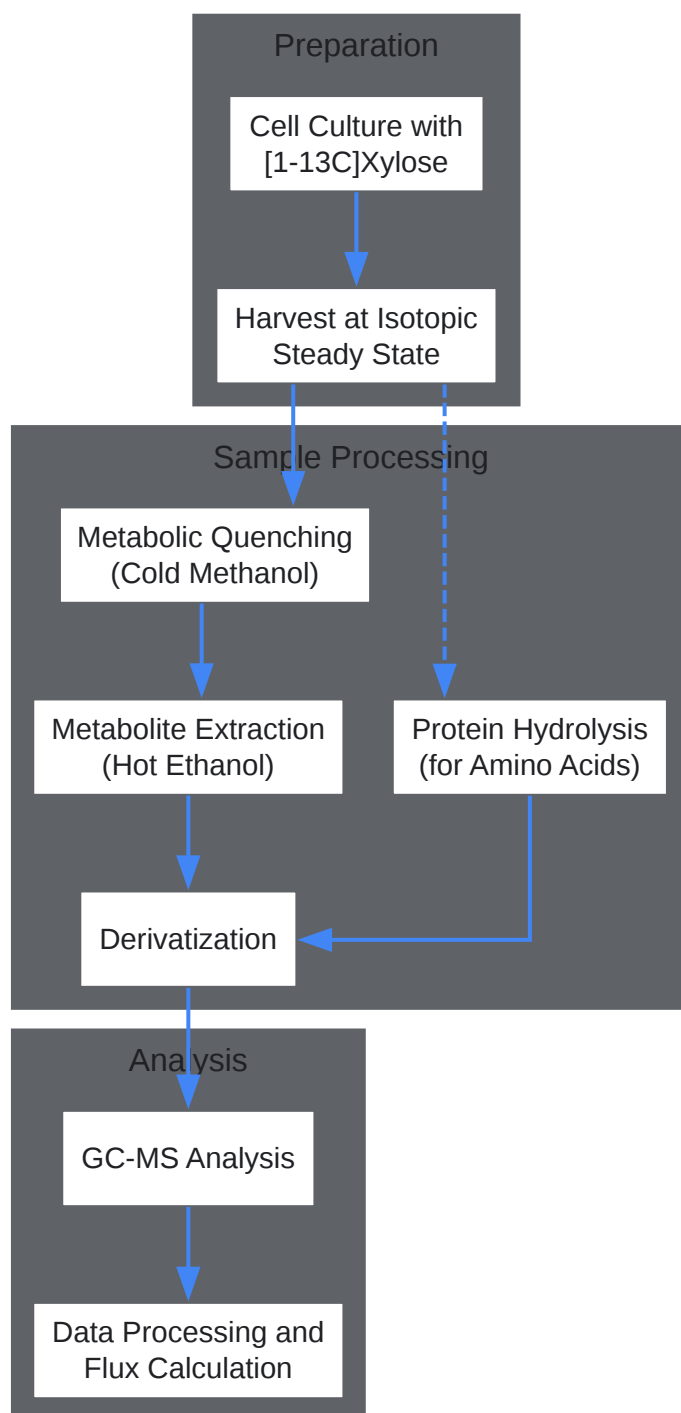 Preparation
Cell Culture with
[1-13C]Xylose
Harvest at Isotopic
Steady State
Sample Processing
Metabolic Quenching
(Cold Methanol)
Metabolite Extraction
(Hot Ethanol)
Protein Hydrolysis
(for Amino Acids)
Derivatization
Analysis
GC-MS Analysis
Data Processing and
Flux Calculation